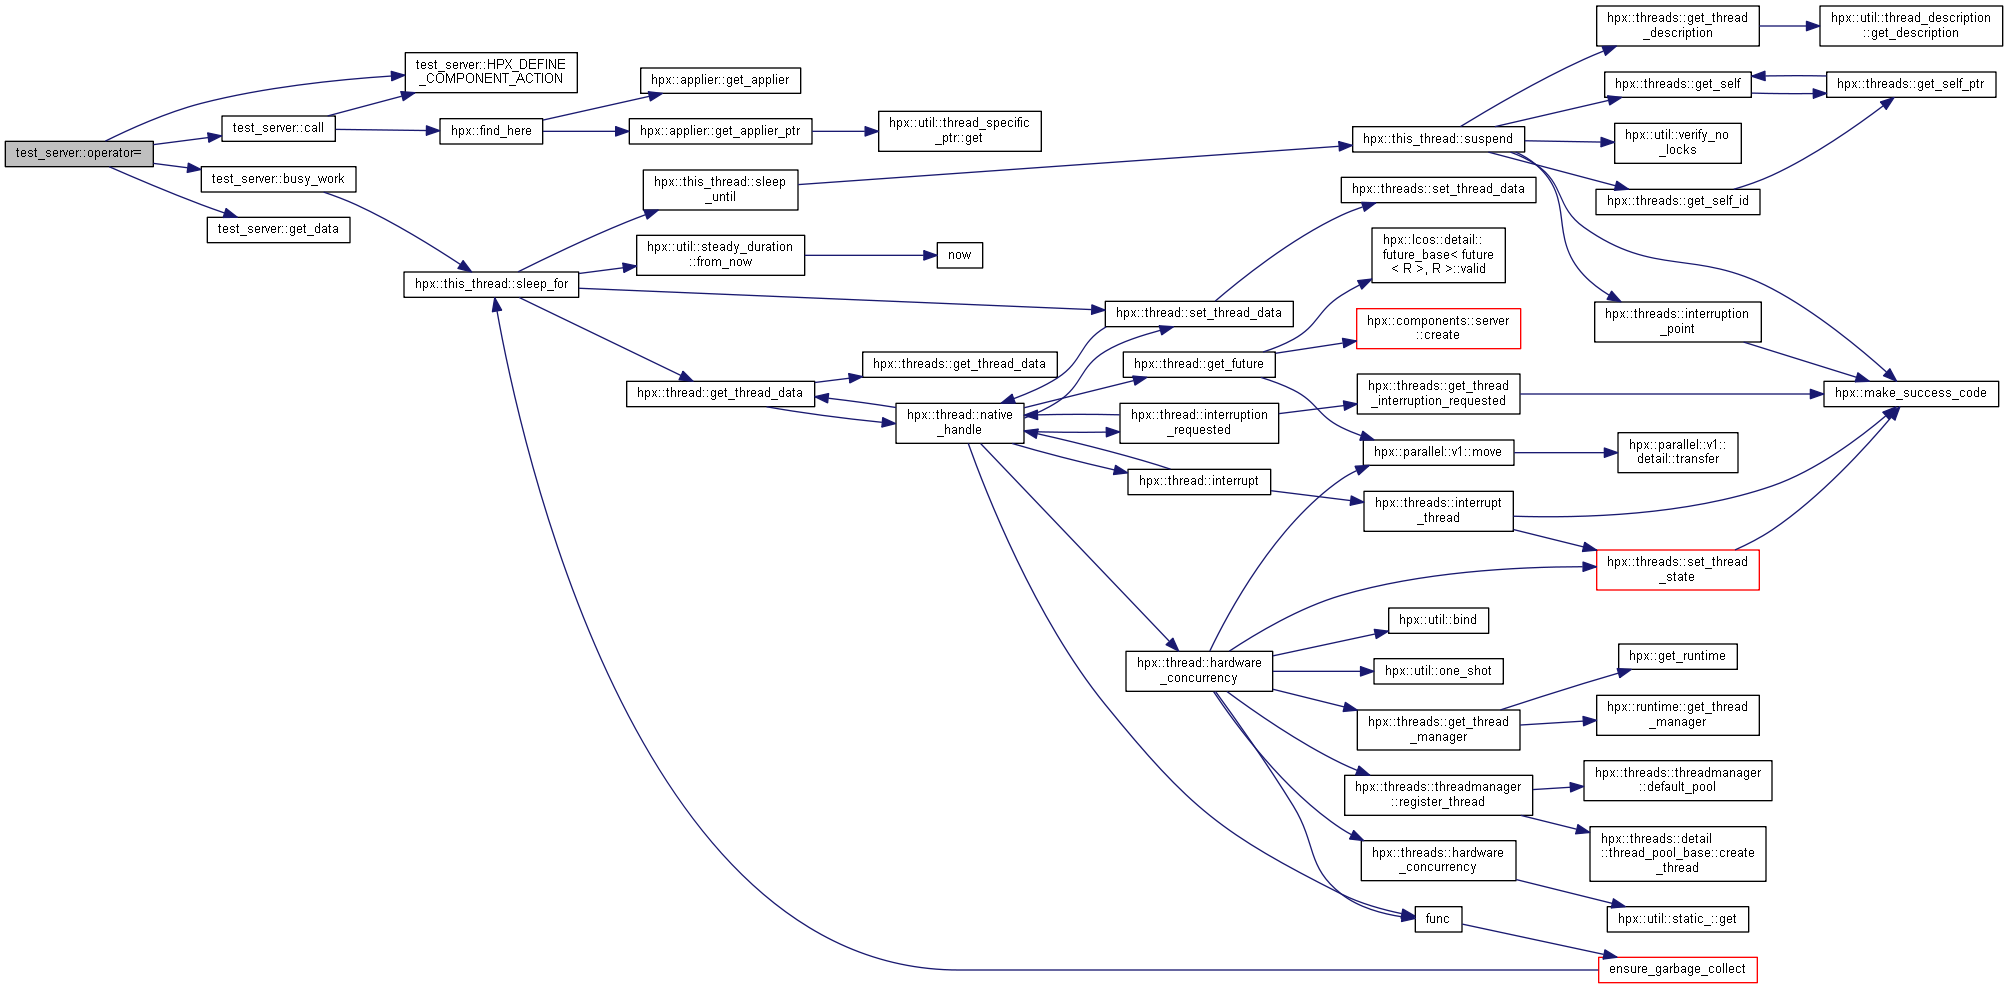 test_server::operator=
test_server::HPX_DEFINE
_COMPONENT_ACTION
test_server::call
test_server::busy_work
test_server::get_data
hpx::find_here
hpx::applier::get_applier
hpx::applier::get_applier_ptr
hpx::util::thread_specific
_ptr::get
hpx::this_thread::sleep_for
hpx::this_thread::sleep
_until
hpx::util::steady_duration
::from_now
now
hpx::thread::get_thread_data
hpx::threads::get_thread_data
hpx::thread::native
_handle
hpx::thread::set_thread_data
hpx::thread::get_future
hpx::thread::interruption
_requested
hpx::thread::interrupt
hpx::thread::hardware
_concurrency
hpx::this_thread::suspend
hpx::threads::set_thread_data
hpx::lcos::detail::
future_base< future
< R >, R >::valid
hpx::components::server
::create
hpx::threads::get_thread
_interruption_requested
hpx::parallel::v1::move
hpx::threads::interrupt
_thread
hpx::util::bind
hpx::util::one_shot
hpx::threads::get_thread
_manager
hpx::threads::threadmanager
::register_thread
hpx::threads::hardware
_concurrency
func
hpx::threads::get_thread
_description
hpx::util::thread_description
::get_description
hpx::threads::get_self
hpx::threads::get_self_ptr
hpx::util::verify_no
_locks
hpx::threads::get_self_id
hpx::threads::interruption
_point
hpx::make_success_code
hpx::parallel::v1::
detail::transfer
hpx::threads::set_thread
_state
hpx::get_runtime
hpx::runtime::get_thread
_manager
hpx::threads::threadmanager
::default_pool
hpx::threads::detail
::thread_pool_base::create
_thread
hpx::util::static_::get
ensure_garbage_collect